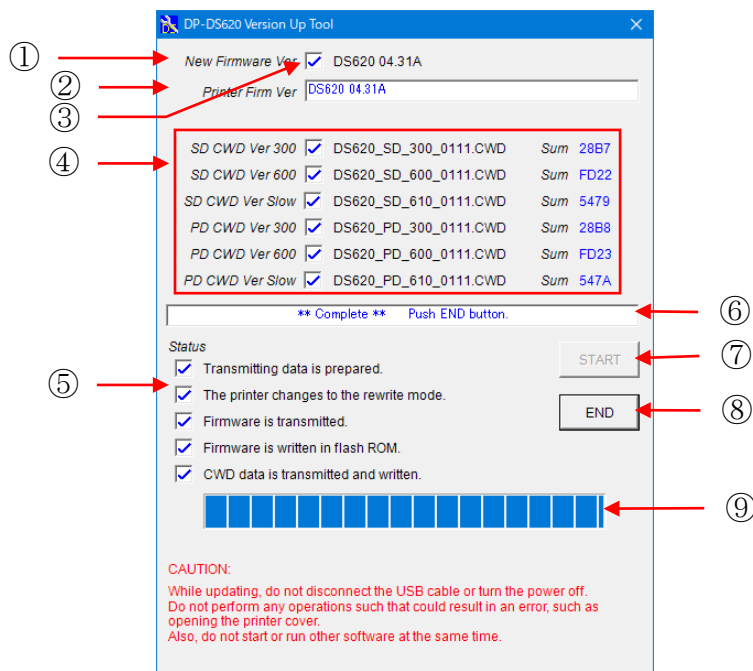 DP-DS620 Version Up Tool
① New Firmware Ver DS620 04.31A
② Printer Firm Ver DS620 04.31A
③
④
SD CWD Ver 300 DS620_SD_300_0111.CWD Sum 28B7
SD CWD Ver 600 DS620_SD_600_0111.CWD Sum FD22
SD CWD Ver Slow DS620_SD_610_0111.CWD Sum 5479
PD CWD Ver 300 DS620_PD_300_0111.CWD Sum 28B8
PD CWD Ver 600 DS620_PD_600_0111.CWD Sum FD23
PD CWD Ver Slow DS620_PD_610_0111.CWD Sum 547A
** Complete ** Push END button. ⑥
Status
START ⑦
⑤
Transmitting data is prepared.
The printer changes to the rewrite mode.
END ⑧
Firmware is transmitted.
Firmware is written in flash ROM.
CWD data is transmitted and written.
⑨
CAUTION:
While updating, do not disconnect the USB cable or turn the power off.
Do not perform any operations such that could result in an error, such as
opening the printer cover.
Also, do not start or run other software at the same time.